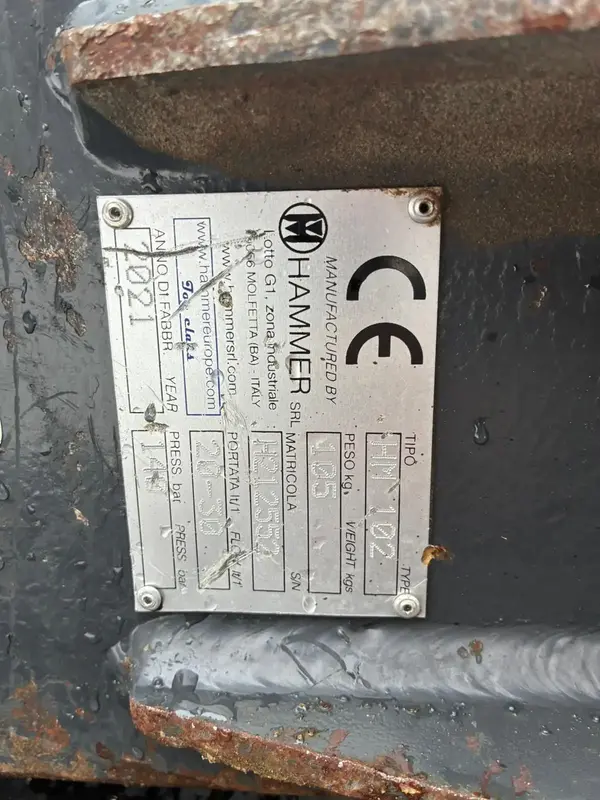 CE
MANUFACTURED BY
HAMMER SRL
Lotto G1, zona industriale
MOLFETTA (BA) - ITALY
www.hammersrl.com
www.hammereurope.com
Top class
ANNO DI FABBR. YEAR
2021
TIPO TYPE
HM 102
PESO kg. WEIGHT kgs
105
MATRICOLA S/N
PORTATA lt/1' FLOW lt/1'
20-30
PRESS. bar PRESS. bar
140